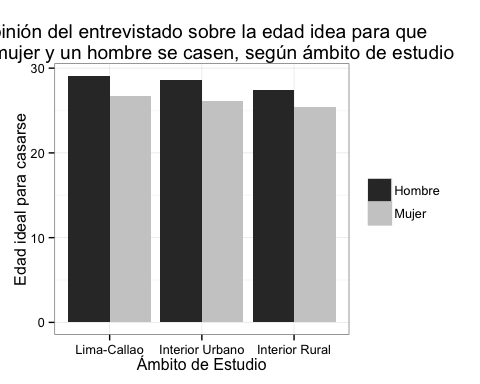 inión del entrevistado sobre la edad idea para que
mujer y un hombre se casen, según ámbito de estudio
Edad ideal para casarse
30
20
10
0
Lima-Callao
Interior Urbano
Interior Rural
Ámbito de Estudio
Hombre
Mujer